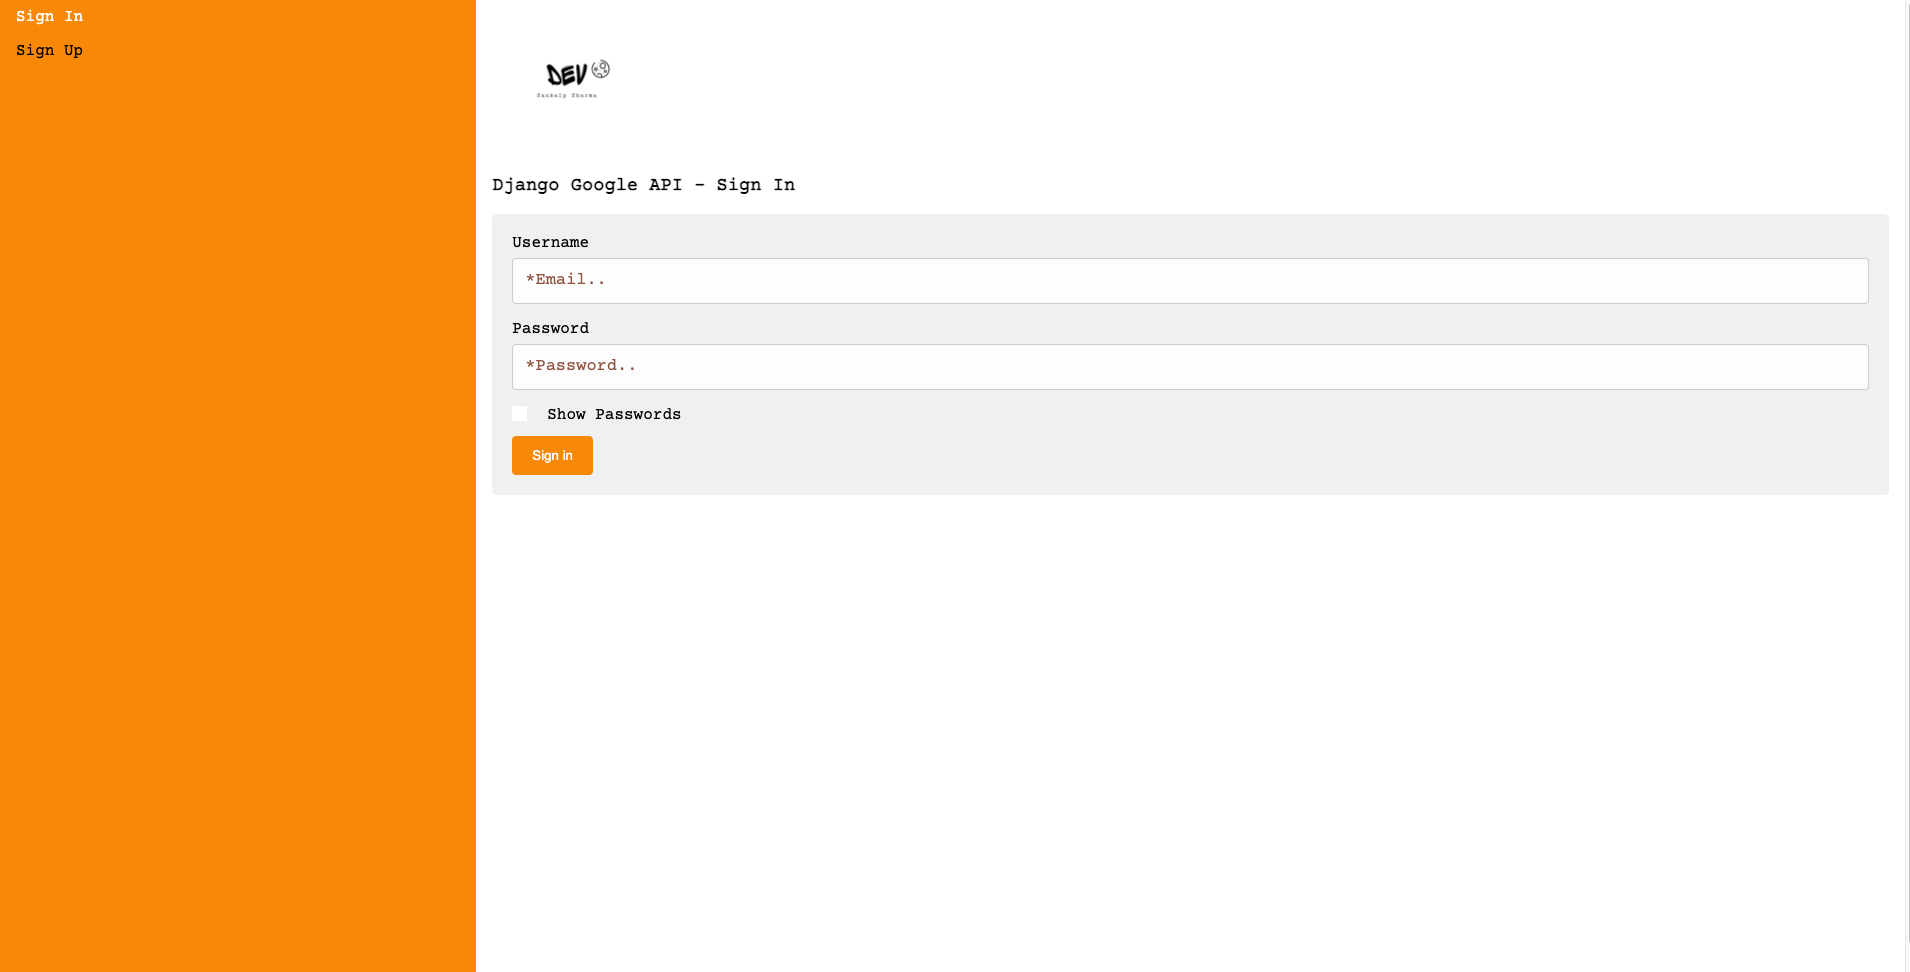 Sign In
Sign Up
DEV
Sankalp Sharma
Django Google API - Sign In
Username
*Email..
Password
*Password..
Show Passwords
Sign in